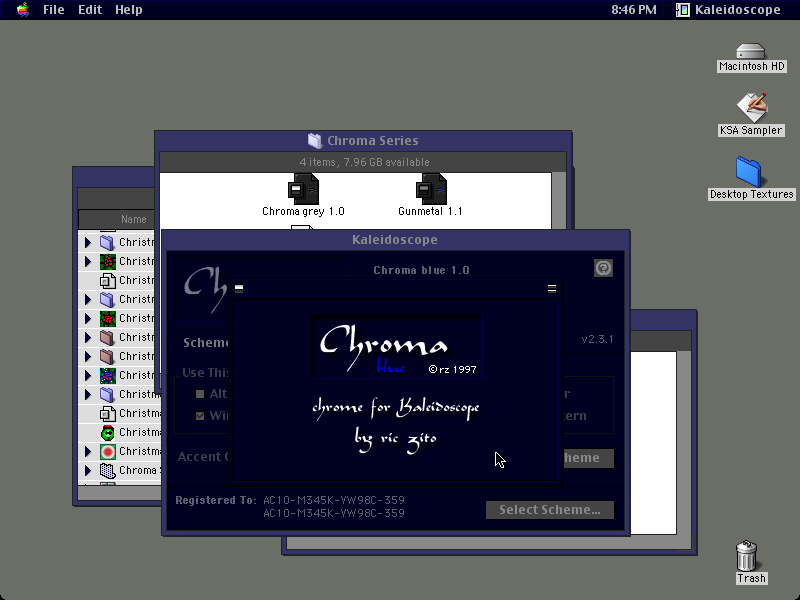 File Edit Help
8:46 PM Kaleidoscope
Macintosh HD
KSA Sampler
Desktop Textures
Chroma Series
4 items, 7.96 GB available
Chroma grey 1.0
Gunmetal 1.1
Name
Christm
Christm
Christm
Christm
Christm
Christm
Christm
Christm
Christm
Christm
Christma
Christma
Chroma S
Kaleidoscope
Chroma blue 1.0
Ch
Scheme
v2.3.1
Use This
Alt
Win
r
tern
Accent C
heme
Chroma
blue
©rz 1997
chrome for Kaleidoscope
by ric zito
Registered To: AC10-M345K-YW98C-359
AC10-M345K-YW98C-359
Select Scheme...
Trash